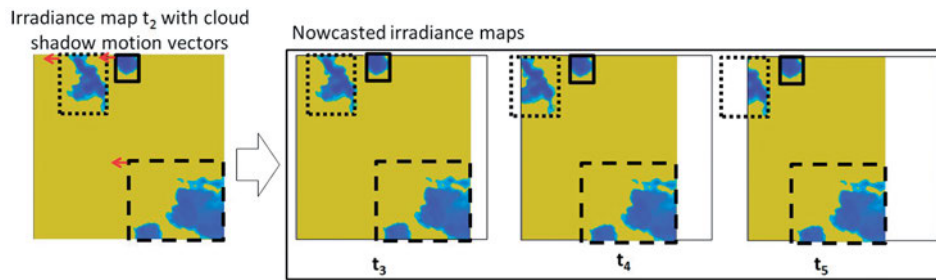 Irradiance map t2 with cloud
shadow motion vectors
Nowcasted irradiance maps
t3
t4
t5